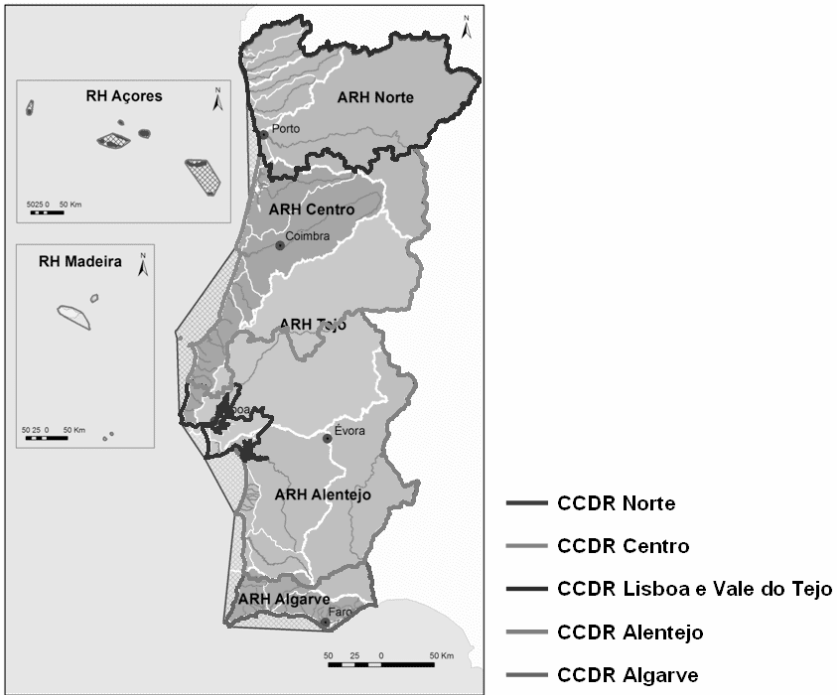 N
ARH Norte
RH Açores
N
Porto
5025 0 50 Km
ARH Centro
Coimbra
RH Madeira
N
ARH Tejo
50 25 0 50 Km
Évora
ARH Alentejo
CCDR Norte
CCDR Centro
CCDR Lisboa e Vale do Tejo
ARH Algarve
Faro
CCDR Alentejo
50 25 0 50 Km
CCDR Algarve